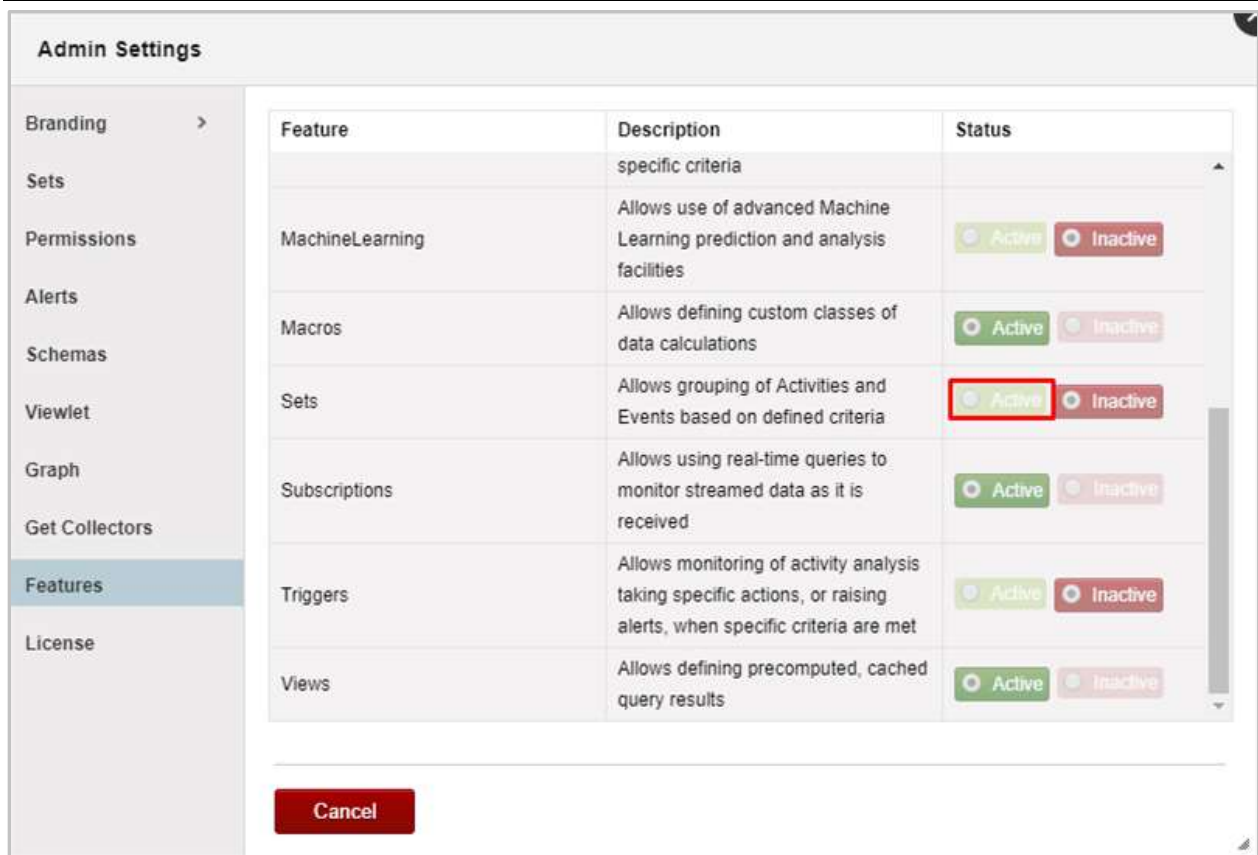 Admin Settings
Branding
Sets
Permissions
Alerts
Schemas
Viewlet
Graph
Get Collectors
Features
License
Feature Description Status
specific criteria
MachineLearning
Allows use of advanced Machine
Learning prediction and analysis
facilities
Active Inactive
Macros
Allows defining custom classes of
data calculations
Active Inactive
Sets
Allows grouping of Activities and
Events based on defined criteria
Active Inactive
Subscriptions
Allows using real-time queries to
monitor streamed data as it is
received
Active Inactive
Triggers
Allows monitoring of activity analysis
taking specific actions, or raising
alerts, when specific criteria are met
Active Inactive
Views
Allows defining precomputed, cached
query results
Active Inactive
Cancel